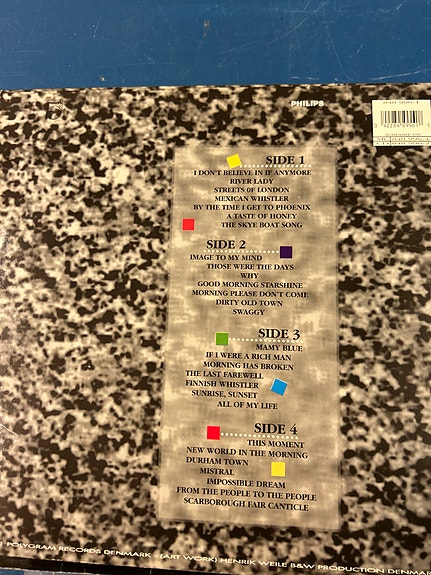 PHILIPS
SIDE 1
I DON'T BELIEVE IN IF ANYMORE
RIVER LADY
STREETS OF LONDON
MEXICAN WHISTLER
BY THE TIME I GET TO PHOENIX
A TASTE OF HONEY
THE SKYE BOAT SONG
SIDE 2
IMAGE TO MY MIND
THOSE WERE THE DAYS
WHY
GOOD MORNING STARSHINE
MORNING PLEASE DON'T COME
DIRTY OLD TOWN
SWAGGY
SIDE 3
MAMY BLUE
IF I WERE A RICH MAN
MORNING HAS BROKEN
THE LAST FAREWELL
FINNISH WHISTLER
SUNRISE, SUNSET
ALL OF MY LIFE
SIDE 4
THIS MOMENT
NEW WORLD IN THE MORNING
DURHAM TOWN
MISTRAL
IMPOSSIBLE DREAM
FROM THE PEOPLE TO THE PEOPLE
SCARBOROUGH FAIR CANTICLE
POLYGRAM RECORDS DENMARK - (ART WORK) HENRIK WEILE B&W PRODUCTION DENMAR